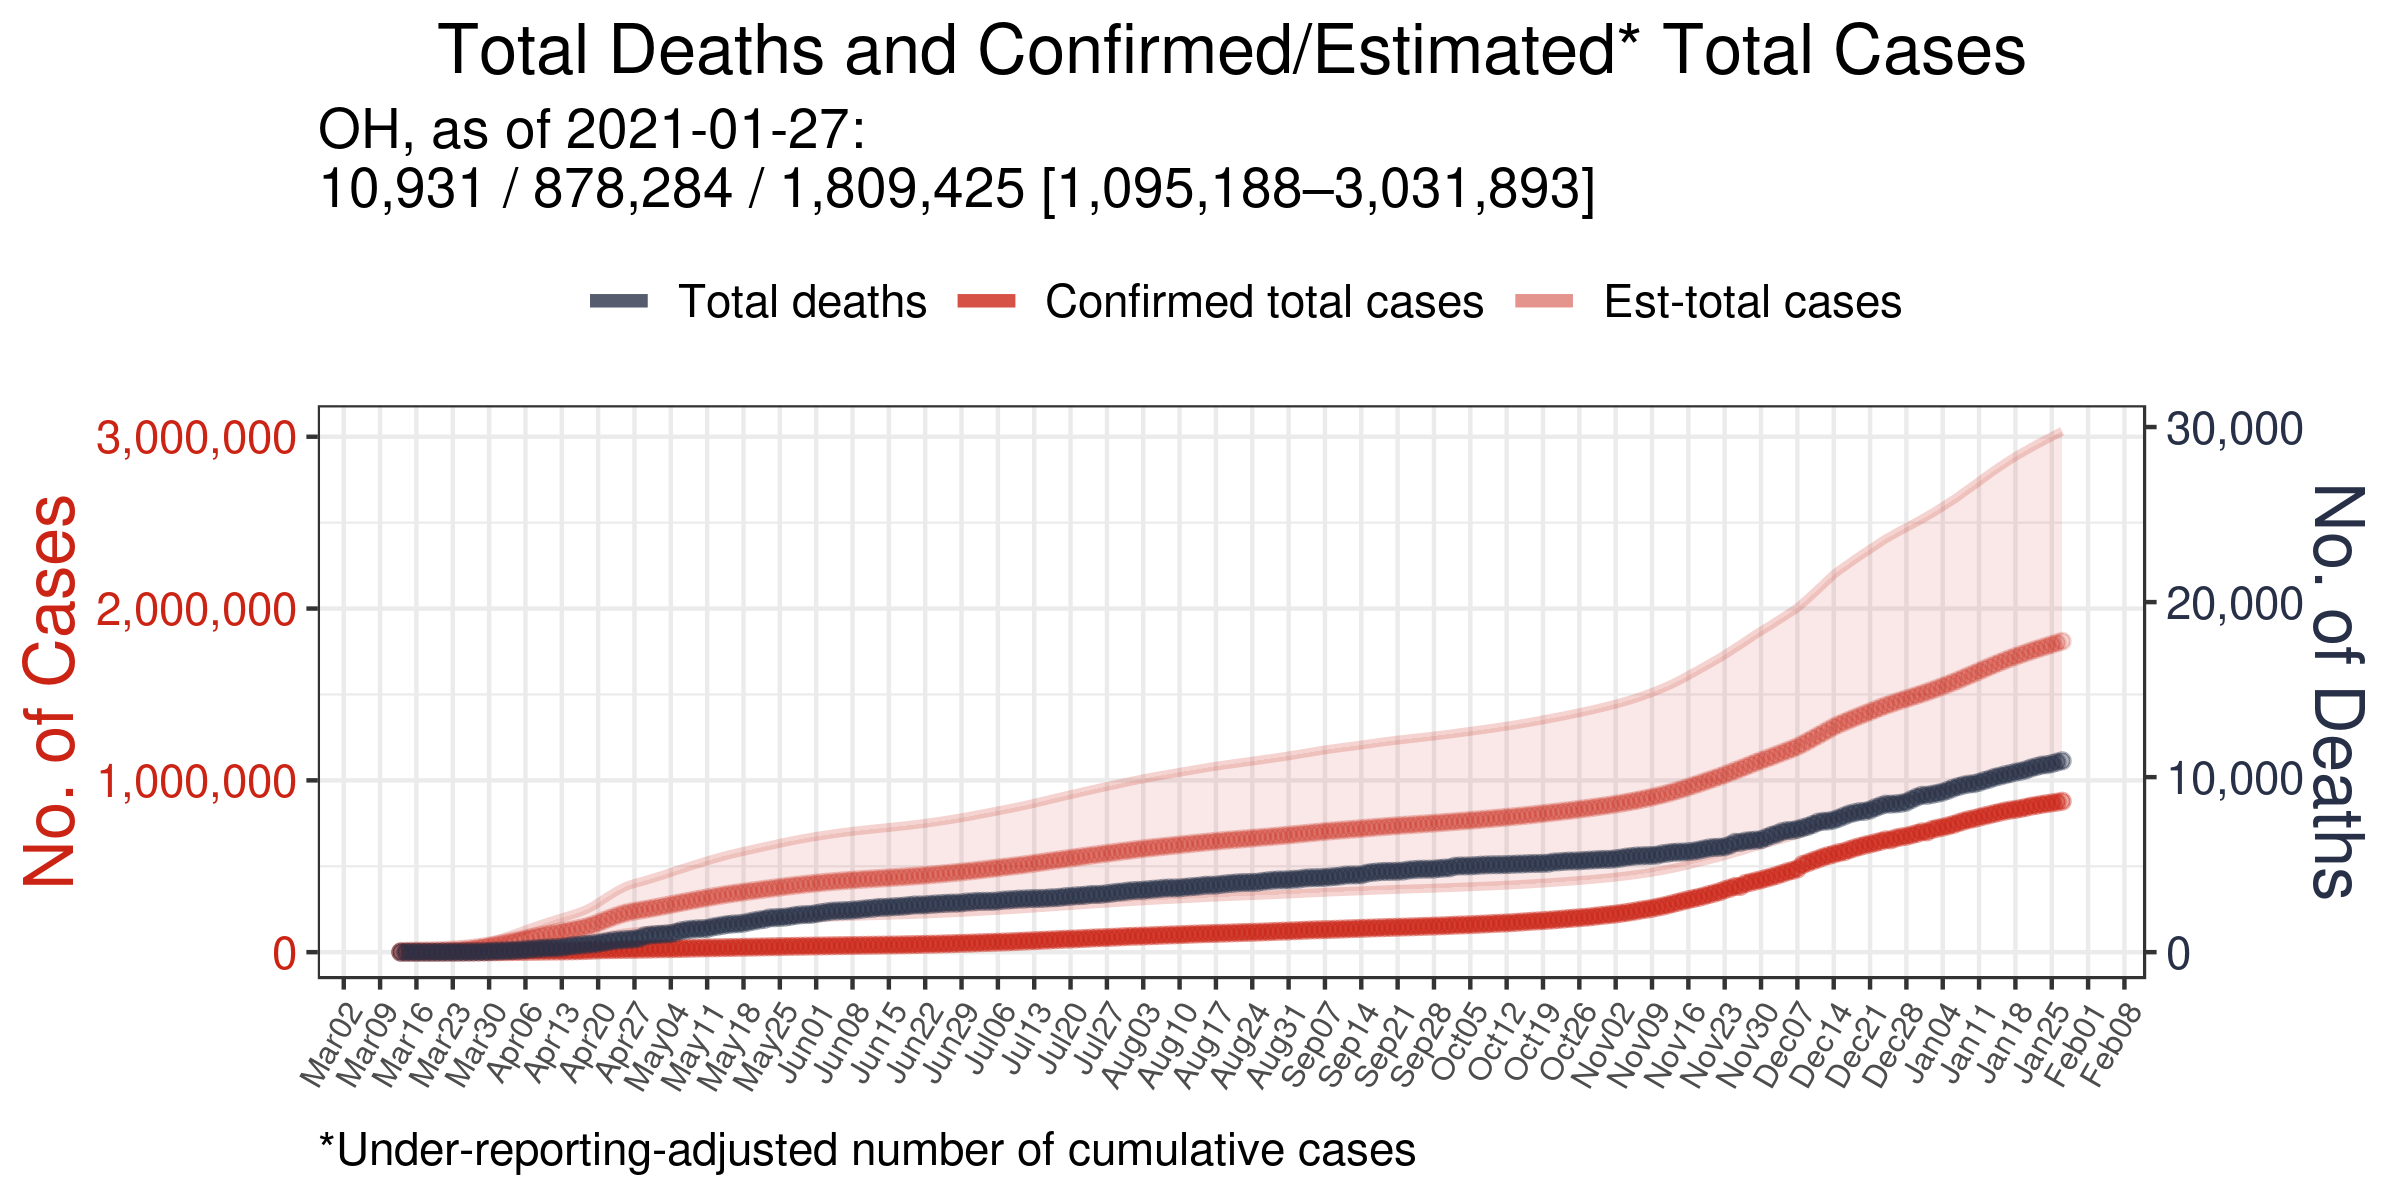 Total Deaths and Confirmed/Estimated* Total Cases
OH, as of 2021-01-27:
10,931 / 878,284 / 1,809,425 [1,095,188–3,031,893]
Total deaths
Confirmed total cases
Est-total cases
No. of Cases
3,000,000
2,000,000
1,000,000
0
30,000
20,000
10,000
0
No. of Deaths
Mar02
Mar09
Mar16
Mar23
Mar30
Apr06
Apr13
Apr20
Apr27
May04
May11
May18
May25
Jun01
Jun08
Jun15
Jun22
Jun29
Jul06
Jul13
Jul20
Jul27
Aug03
Aug10
Aug17
Aug24
Aug31
Sep07
Sep14
Sep21
Sep28
Oct05
Oct12
Oct19
Oct26
Nov02
Nov09
Nov16
Nov23
Nov30
Dec07
Dec14
Dec21
Dec28
Jan04
Jan11
Jan18
Jan25
Feb01
Feb08
*Under-reporting-adjusted number of cumulative cases